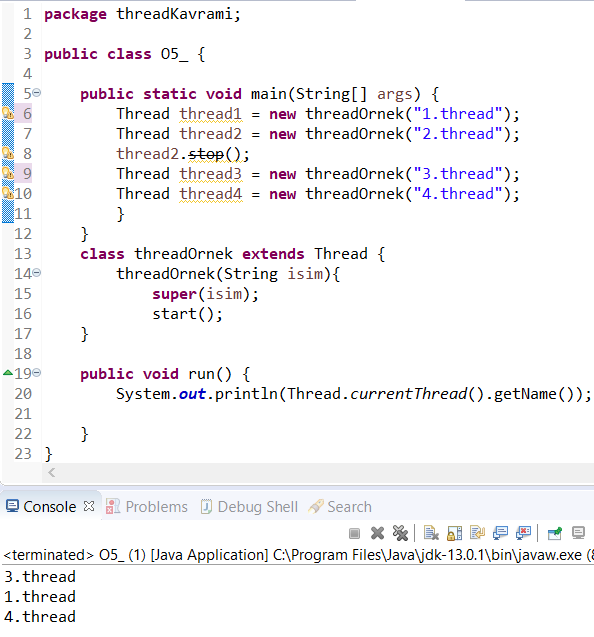 1 package threadKavrami;
2
3 public class O5_ {
4
5 public static void main(String[] args) {
6 Thread thread1 = new threadOrnek("1.thread");
7 Thread thread2 = new threadOrnek("2.thread");
8 thread2.stop();
9 Thread thread3 = new threadOrnek("3.thread");
10 Thread thread4 = new threadOrnek("4.thread");
11 }
12 }
13 class threadOrnek extends Thread {
14 threadOrnek(String isim){
15 super(isim);
16 start();
17 }
18
19 public void run() {
20 System.out.println(Thread.currentThread().getName());
21
22 }
23 }
Console Problems Debug Shell Search
<terminated> O5_ (1) [Java Application] C:\Program Files\Java\jdk-13.0.1\bin\javaw.exe (8
3.thread
1.thread
4.thread